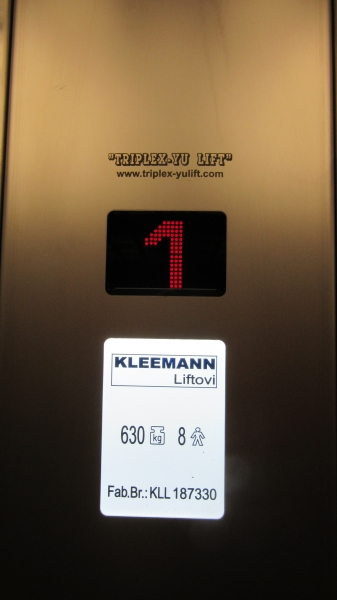 "TRIPLEX-YU LIFT"
www.triplex-yulift.com
1
KLEEMANN
Liftovi
630 kg 8
Fab.Br.: KLL 187330